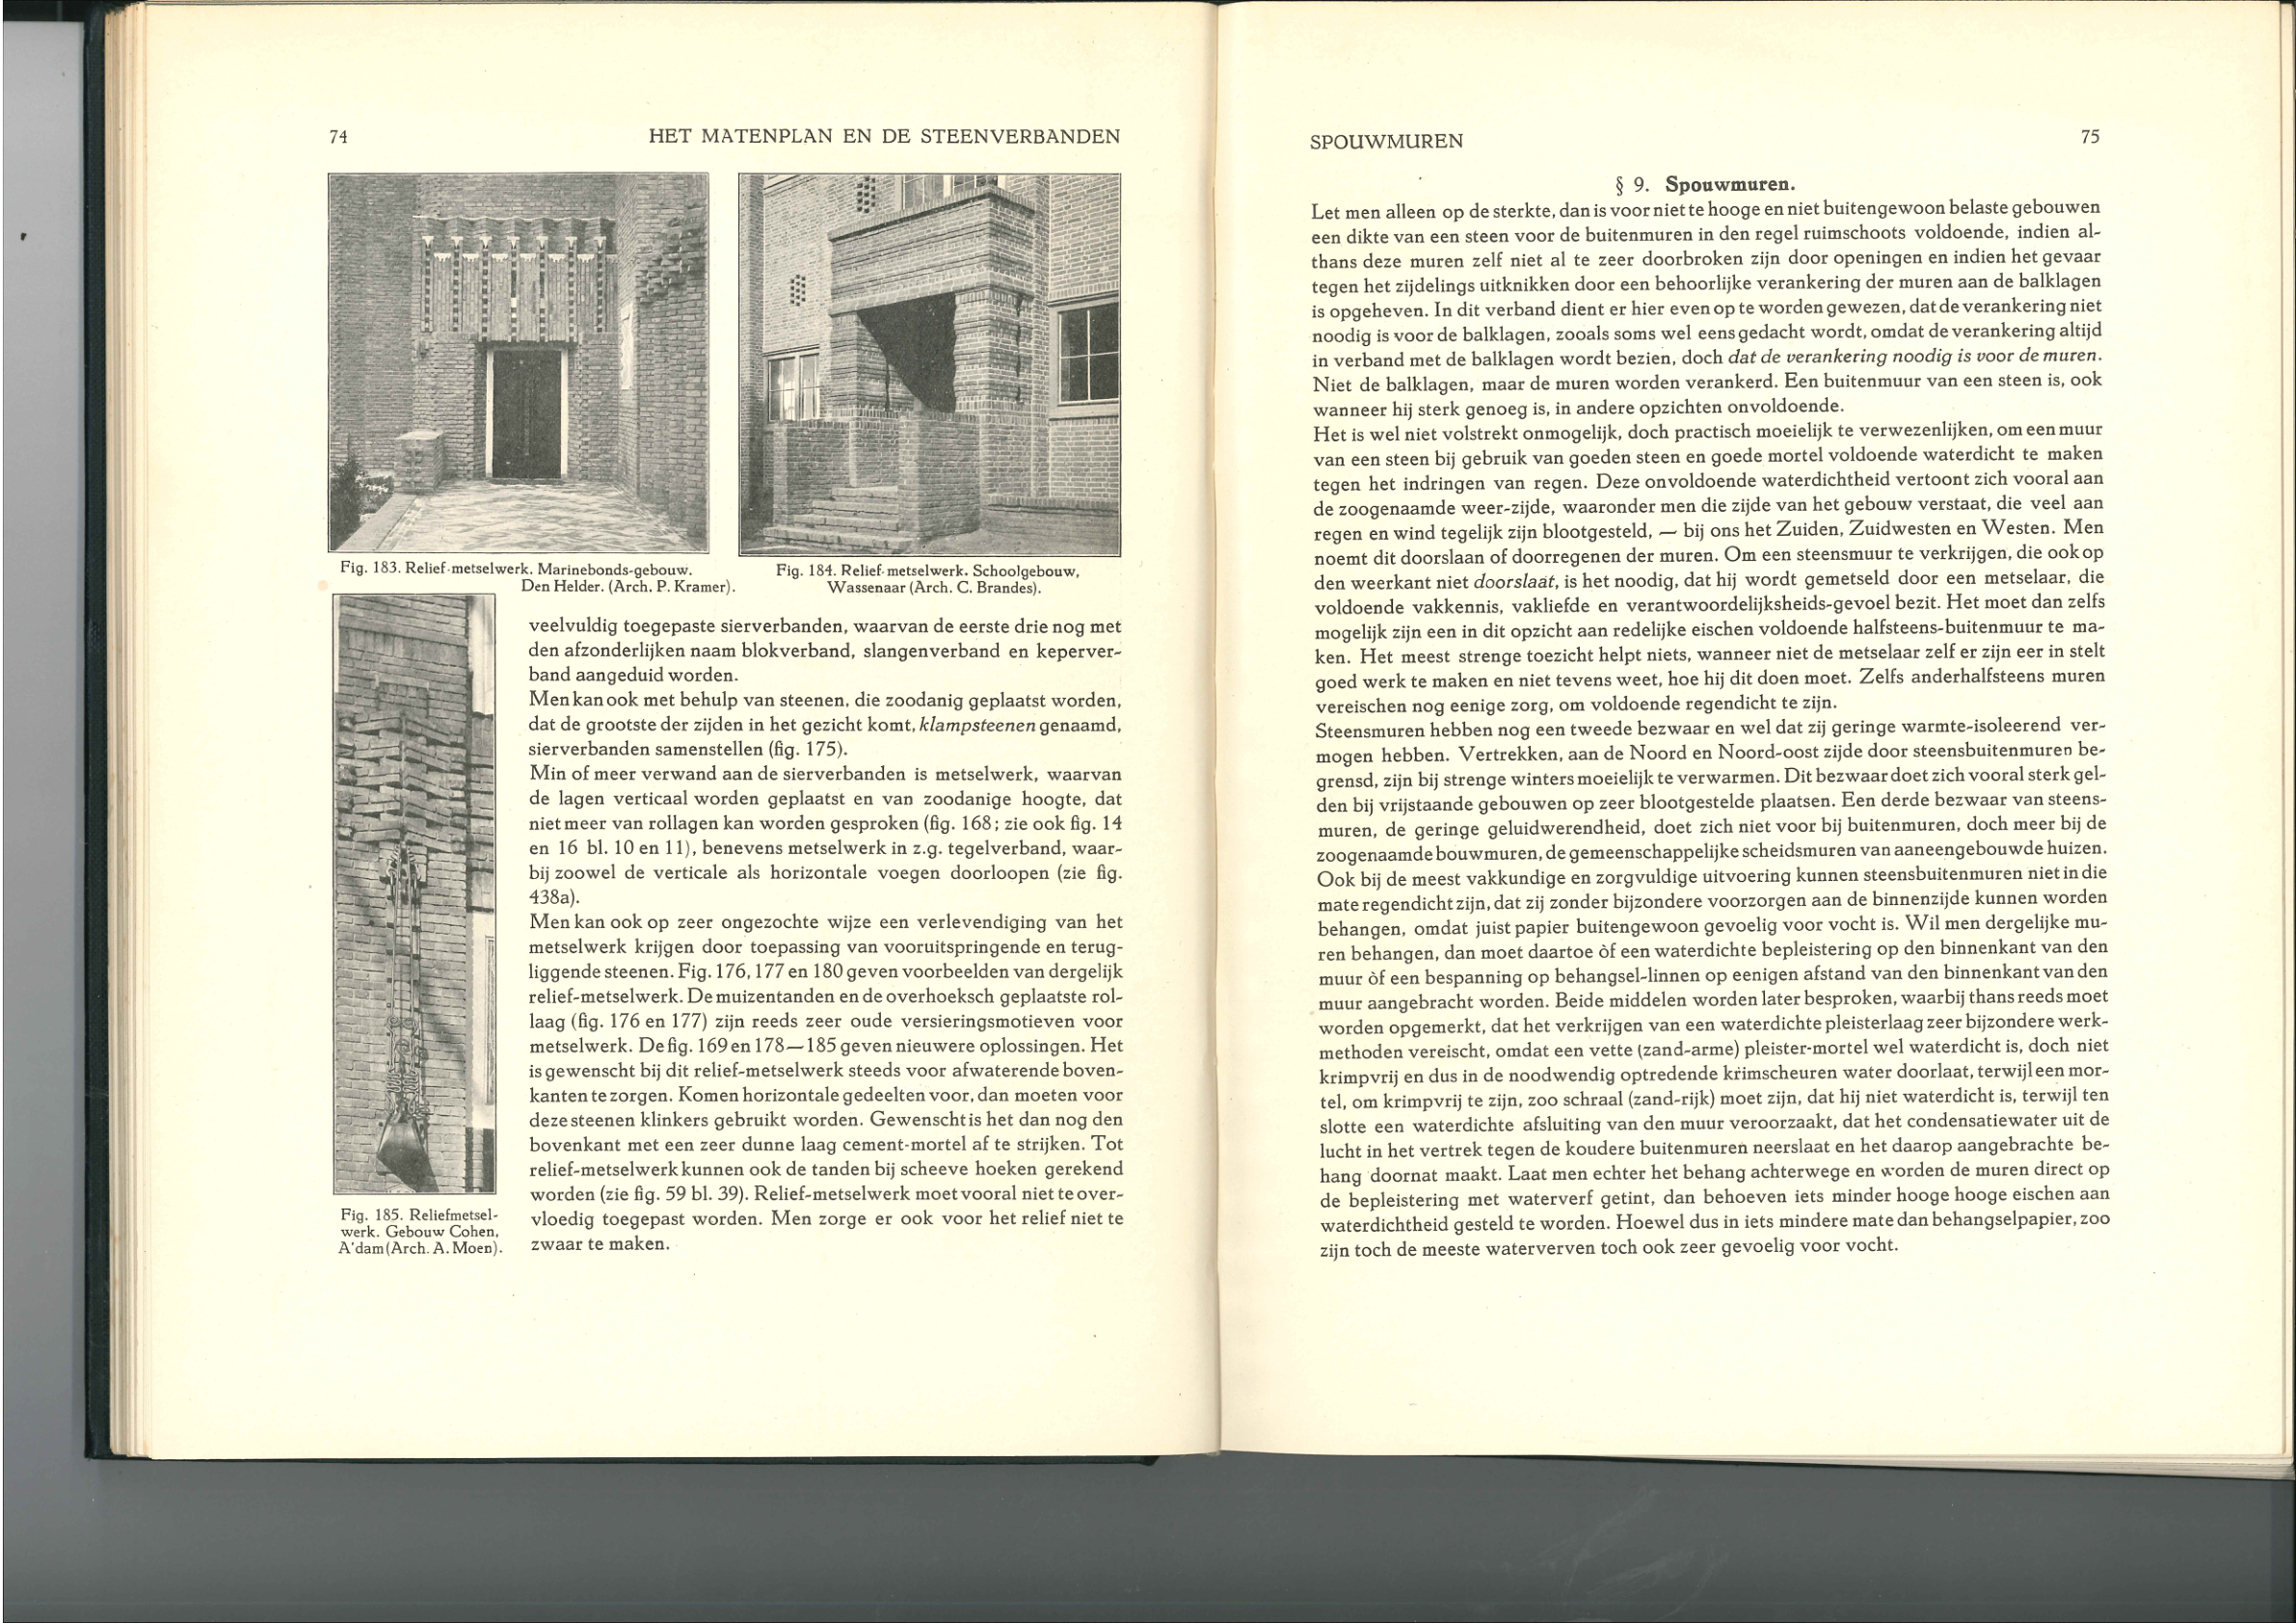 74
HET MATENPLAN EN DE STEENVERBANDEN
Fig. 183. Relief-metselwerk. Marinebonds-gebouw.
Den Helder. (Arch. P. Kramer).
Fig. 184. Relief-metselwerk. Schoolgebouw,
Wassenaar (Arch. C. Brandes).
veelvuldig toegepaste sierverbanden, waarvan de eerste drie nog met
den afzonderlijken naam blokverband, slangenverband en keperver-
band aangeduid worden.
Men kan ook met behulp van steenen, die zoodanig geplaatst worden,
dat de grootste der zijden in het gezicht komt, klampsteenen genaamd,
sierverbanden samenstellen (fig. 175).
Min of meer verwand aan de sierverbanden is metselwerk, waarvan
de lagen verticaal worden geplaatst en van zoodanige hoogte, dat
niet meer van rollagen kan worden gesproken (fig. 168; zie ook fig. 14
en 16 bl. 10 en 11), benevens metselwerk in z.g. tegelverband, waar-
bij zoowel de verticale als horizontale voegen doorloopen (zie fig.
438a).
Men kan ook op zeer ongezochte wijze een verlevendiging van het
metselwerk krijgen door toepassing van vooruitspringende en terug-
liggende steenen. Fig. 176, 177 en 180 geven voorbeelden van dergelijk
relief-metselwerk. De muizentanden en de overhoeksch geplaatste rol-
laag (fig. 176 en 177) zijn reeds zeer oude versieringsmotieven voor
metselwerk. De fig. 169 en 178—185 geven nieuwere oplossingen. Het
is gewenscht bij dit relief-metselwerk steeds voor afwaterende boven-
kanten te zorgen. Komen horizontale gedeelten voor, dan moeten voor
deze steenen klinkers gebruikt worden. Gewenscht is het dan nog den
bovenkant met een zeer dunne laag cement-mortel af te strijken. Tot
relief-metselwerk kunnen ook de tanden bij scheeve hoeken gerekend
worden (zie fig. 59 bl. 39). Relief-metselwerk moet vooral niet te over-
vloedig toegepast worden. Men zorge er ook voor het relief niet te
zwaar te maken.
Fig. 185. Reliefmetsel-
werk. Gebouw Cohen,
A'dam (Arch. A. Moen).
SPOUWMUREN
75
§ 9. Spouwmuren.
Let men alleen op de sterkte, dan is voor niet te hooge en niet buitengewoon belaste gebouwen
een dikte van een steen voor de buitenmuren in den regel ruimschoots voldoende, indien al-
thans deze muren zelf niet al te zeer doorbroken zijn door openingen en indien het gevaar
tegen het zijdelings uitknikken door een behoorlijke verankering der muren aan de balklagen
is opgeheven. In dit verband dient er hier even op te worden gewezen, dat de verankering niet
noodig is voor de balklagen, zooals soms wel eens gedacht wordt, omdat de verankering altijd
in verband met de balklagen wordt bezien, doch dat de verankering noodig is voor de muren.
Niet de balklagen, maar de muren worden verankerd. Een buitenmuur van een steen is, ook
wanneer hij sterk genoeg is, in andere opzichten onvoldoende.
Het is wel niet volstrekt onmogelijk, doch practisch moeielijk te verwezenlijken, om een muur
van een steen bij gebruik van goeden steen en goede mortel voldoende waterdicht te maken
tegen het indringen van regen. Deze onvoldoende waterdichtheid vertoont zich vooral aan
de zoogenaamde weer-zijde, waaronder men die zijde van het gebouw verstaat, die veel aan
regen en wind tegelijk zijn blootgesteld, — bij ons het Zuiden, Zuidwesten en Westen. Men
noemt dit doorslaan of doorregenen der muren. Om een steensmuur te verkrijgen, die ook op
den weerkant niet doorslaat, is het noodig, dat hij wordt gemetseld door een metselaar, die
voldoende vakkennis, vakliefde en verantwoordelijksheids-gevoel bezit. Het moet dan zelfs
mogelijk zijn een in dit opzicht aan redelijke eischen voldoende halfsteens-buitenmuur te ma-
ken. Het meest strenge toezicht helpt niets, wanneer niet de metselaar zelf er zijn eer in stelt
goed werk te maken en niet tevens weet, hoe hij dit doen moet. Zelfs anderhalfsteens muren
vereischen nog eenige zorg, om voldoende regendicht te zijn.
Steensmuren hebben nog een tweede bezwaar en wel dat zij geringe warmte-isoleerend ver-
mogen hebben. Vertrekken, aan de Noord en Noord-oost zijde door steensbuitenmuren be-
grensd, zijn bij strenge winters moeielijk te verwarmen. Dit bezwaar doet zich vooral sterk gel-
den bij vrijstaande gebouwen op zeer blootgestelde plaatsen. Een derde bezwaar van steens-
muren, de geringe geluidwerendheid, doet zich niet voor bij buitenmuren, doch meer bij de
zoogenaamde bouwmuren, de gemeenschappelijke scheidsmuren van aaneengebouwde huizen.
Ook bij de meest vakkundige en zorgvuldige uitvoering kunnen steensbuitenmuren niet in die
mate regendicht zijn, dat zij zonder bijzondere voorzorgen aan de binnenzijde kunnen worden
behangen, omdat juist papier buitengewoon gevoelig voor vocht is. Wil men dergelijke mu-
ren behangen, dan moet daartoe òf een waterdichte bepleistering op den binnenkant van den
muur òf een bespanning op behangsel-linnen op eenigen afstand van den binnenkant van den
muur aangebracht worden. Beide middelen worden later besproken, waarbij thans reeds moet
worden opgemerkt, dat het verkrijgen van een waterdichte pleisterlaag zeer bijzondere werk-
methoden vereischt, omdat een vette (zand-arme) pleister-mortel wel waterdicht is, doch niet
krimpvrij en dus in de noodwendig optredende krimscheuren water doorlaat, terwijl een mor-
tel, om krimpvrij te zijn, zoo schraal (zand-rijk) moet zijn, dat hij niet waterdicht is, terwijl ten
slotte een waterdichte afsluiting van den muur veroorzaakt, dat het condensatiewater uit de
lucht in het vertrek tegen de koudere buitenmuren neerslaat en het daarop aangebrachte be-
hang doornat maakt. Laat men echter het behang achterwege en worden de muren direct op
de bepleistering met waterverf getint, dan behoeven iets minder hooge hooge eischen aan
waterdichtheid gesteld te worden. Hoewel dus in iets mindere mate dan behangselpapier, zoo
zijn toch de meeste waterverven toch ook zeer gevoelig voor vocht.